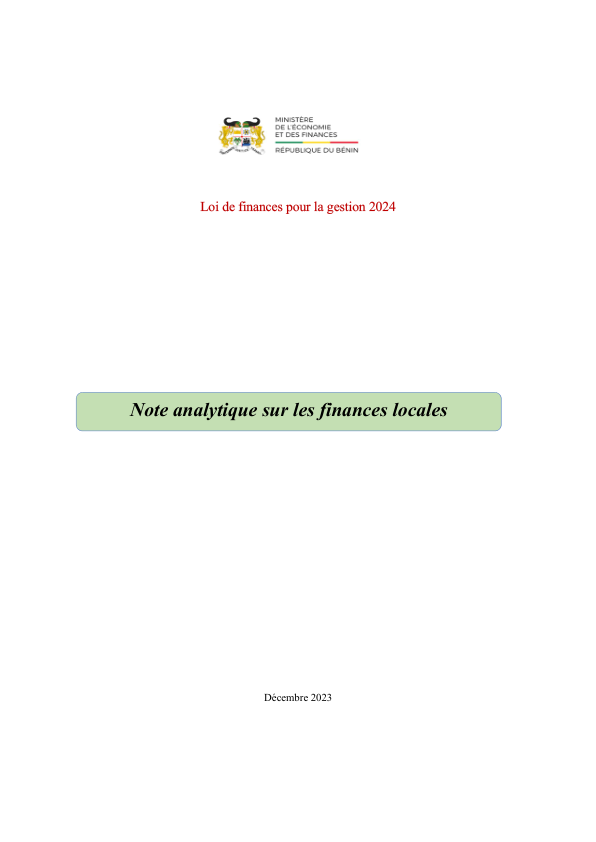 MINISTÈRE
DE L'ÉCONOMIE
ET DES FINANCES
RÉPUBLIQUE DU BÉNIN
Loi de finances pour la gestion 2024
Note analytique sur les finances locales
Décembre 2023